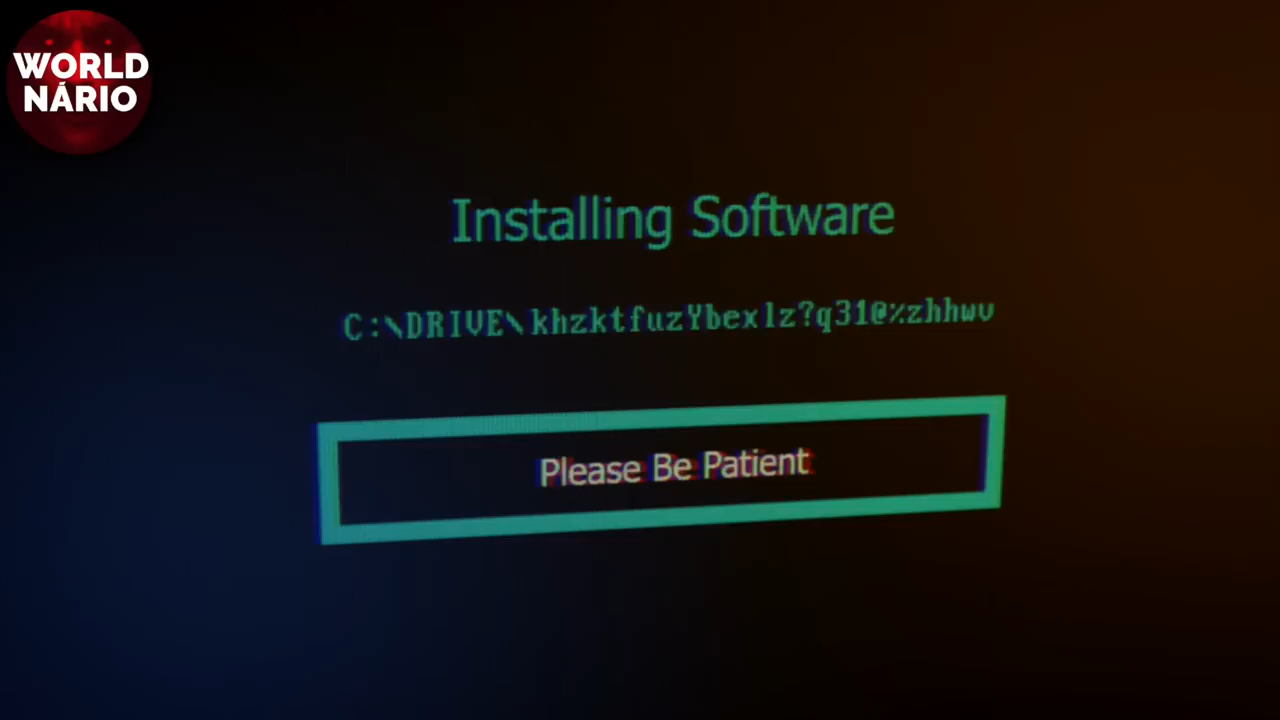 WORLD
NÁRIO
Installing Software
C:\DRIVE\khzktfuzYbexlz?q31@%zhhwv
Please Be Patient